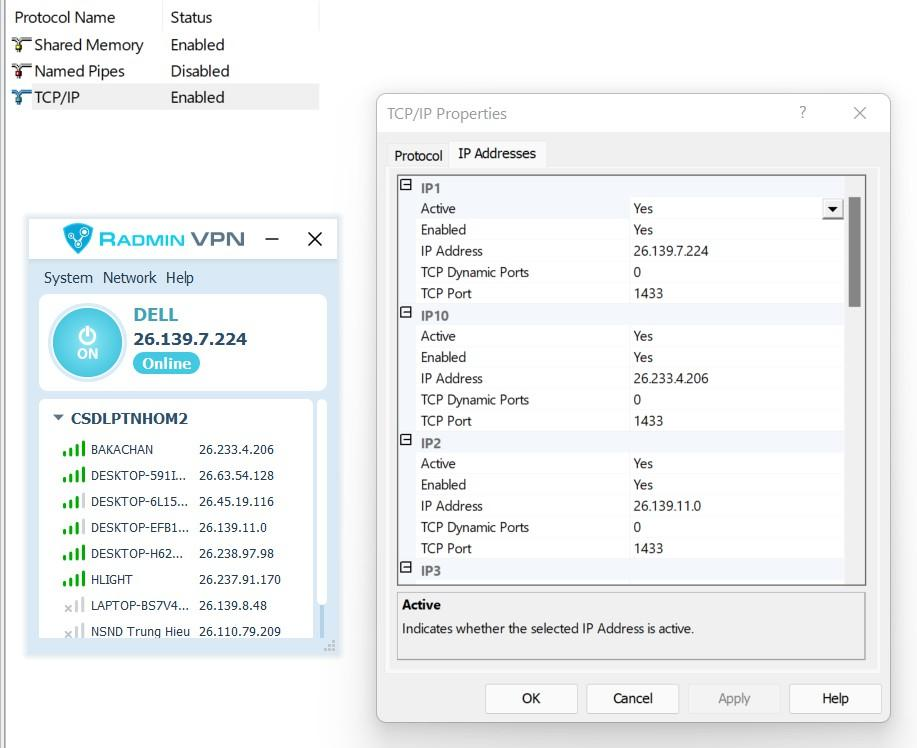 Protocol Name Status
Shared Memory Enabled
Named Pipes Disabled
TCP/IP Enabled
TCP/IP Properties ?
Protocol IP Addresses
IP1
Active Yes
Enabled Yes
IP Address 26.139.7.224
TCP Dynamic Ports 0
TCP Port 1433
IP10
Active Yes
Enabled Yes
IP Address 26.233.4.206
TCP Dynamic Ports 0
TCP Port 1433
IP2
Active Yes
Enabled Yes
IP Address 26.139.11.0
TCP Dynamic Ports 0
TCP Port 1433
IP3
Active
Indicates whether the selected IP Address is active.
OK Cancel Apply Help
RADMIN VPN
System Network Help
ON
DELL
26.139.7.224
Online
CSDLPTNHOM2
BAKACHAN 26.233.4.206
DESKTOP-591I... 26.63.54.128
DESKTOP-6L15... 26.45.19.116
DESKTOP-EFB1... 26.139.11.0
DESKTOP-H62... 26.238.97.98
HLIGHT 26.237.91.170
LAPTOP-BS7V4... 26.139.8.48
NSND Trung Hieu 26.110.79.209